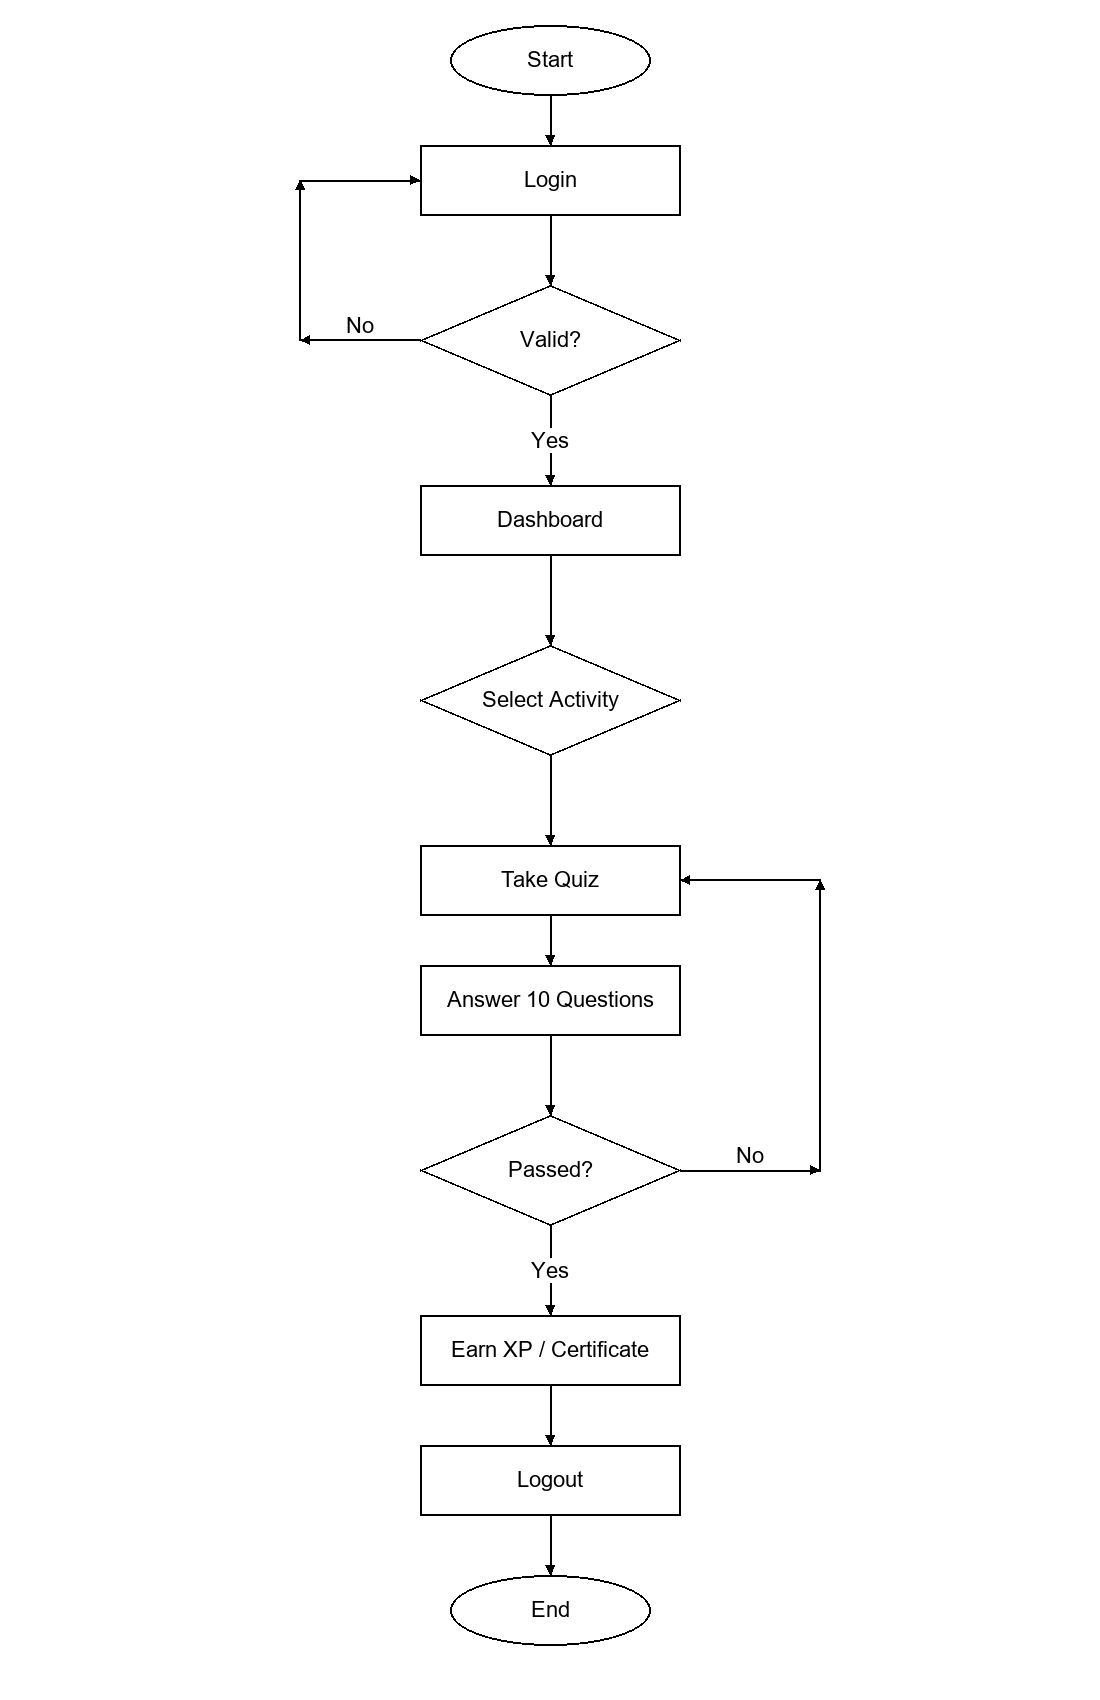 Start
Login
No
Valid?
Yes
Dashboard
Select Activity
Take Quiz
Answer 10 Questions
No
Passed?
Yes
Earn XP / Certificate
Logout
End